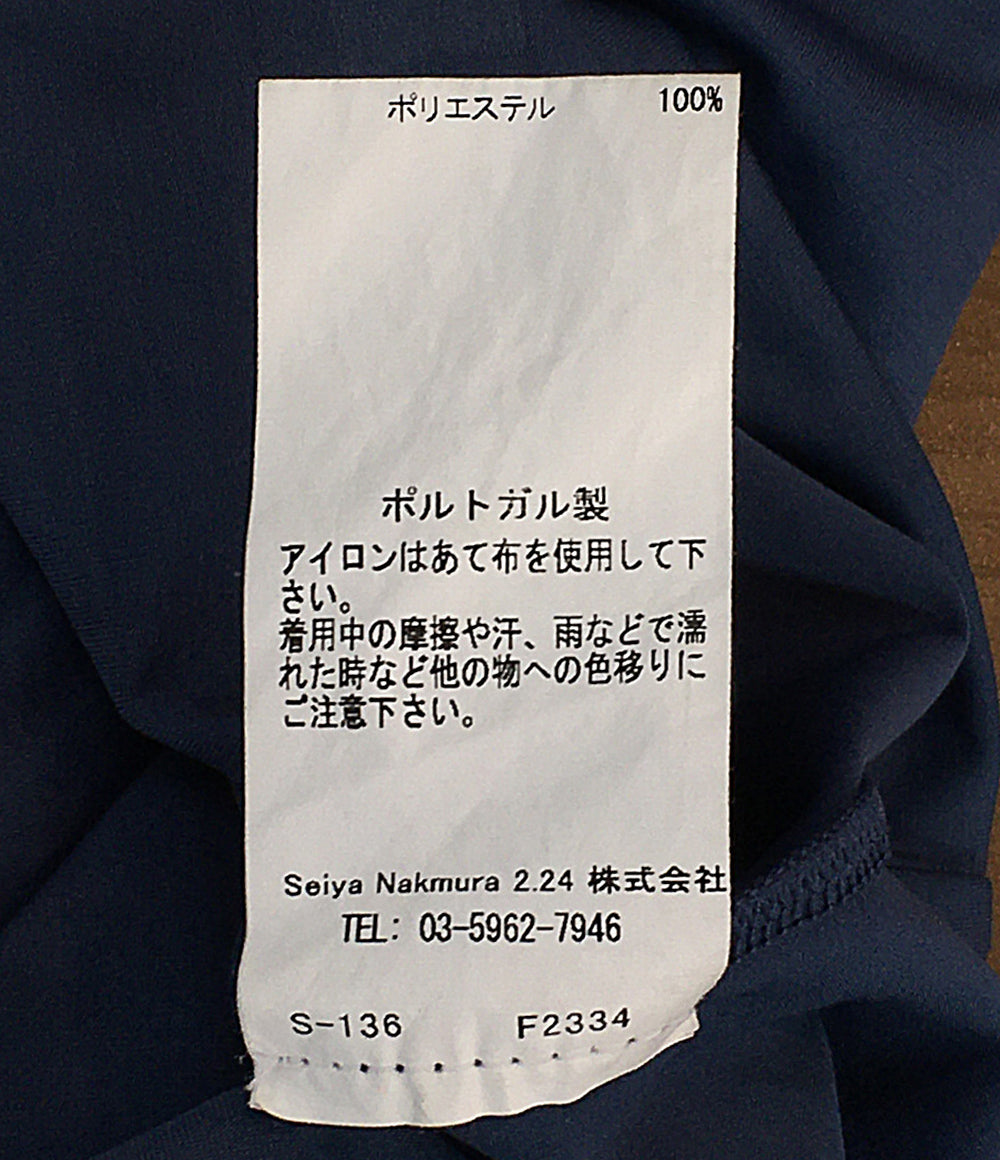 ポリエステル 100%
ポルトガル製
アイロンはあて布を使用して下
さい。
着用中の摩擦や汗、雨などで濡
れた時など他の物への色移りに
ご注意下さい。
Seiya Nakmura 2.24 株式会社
TEL: 03-5962-7946
S-136 F2334